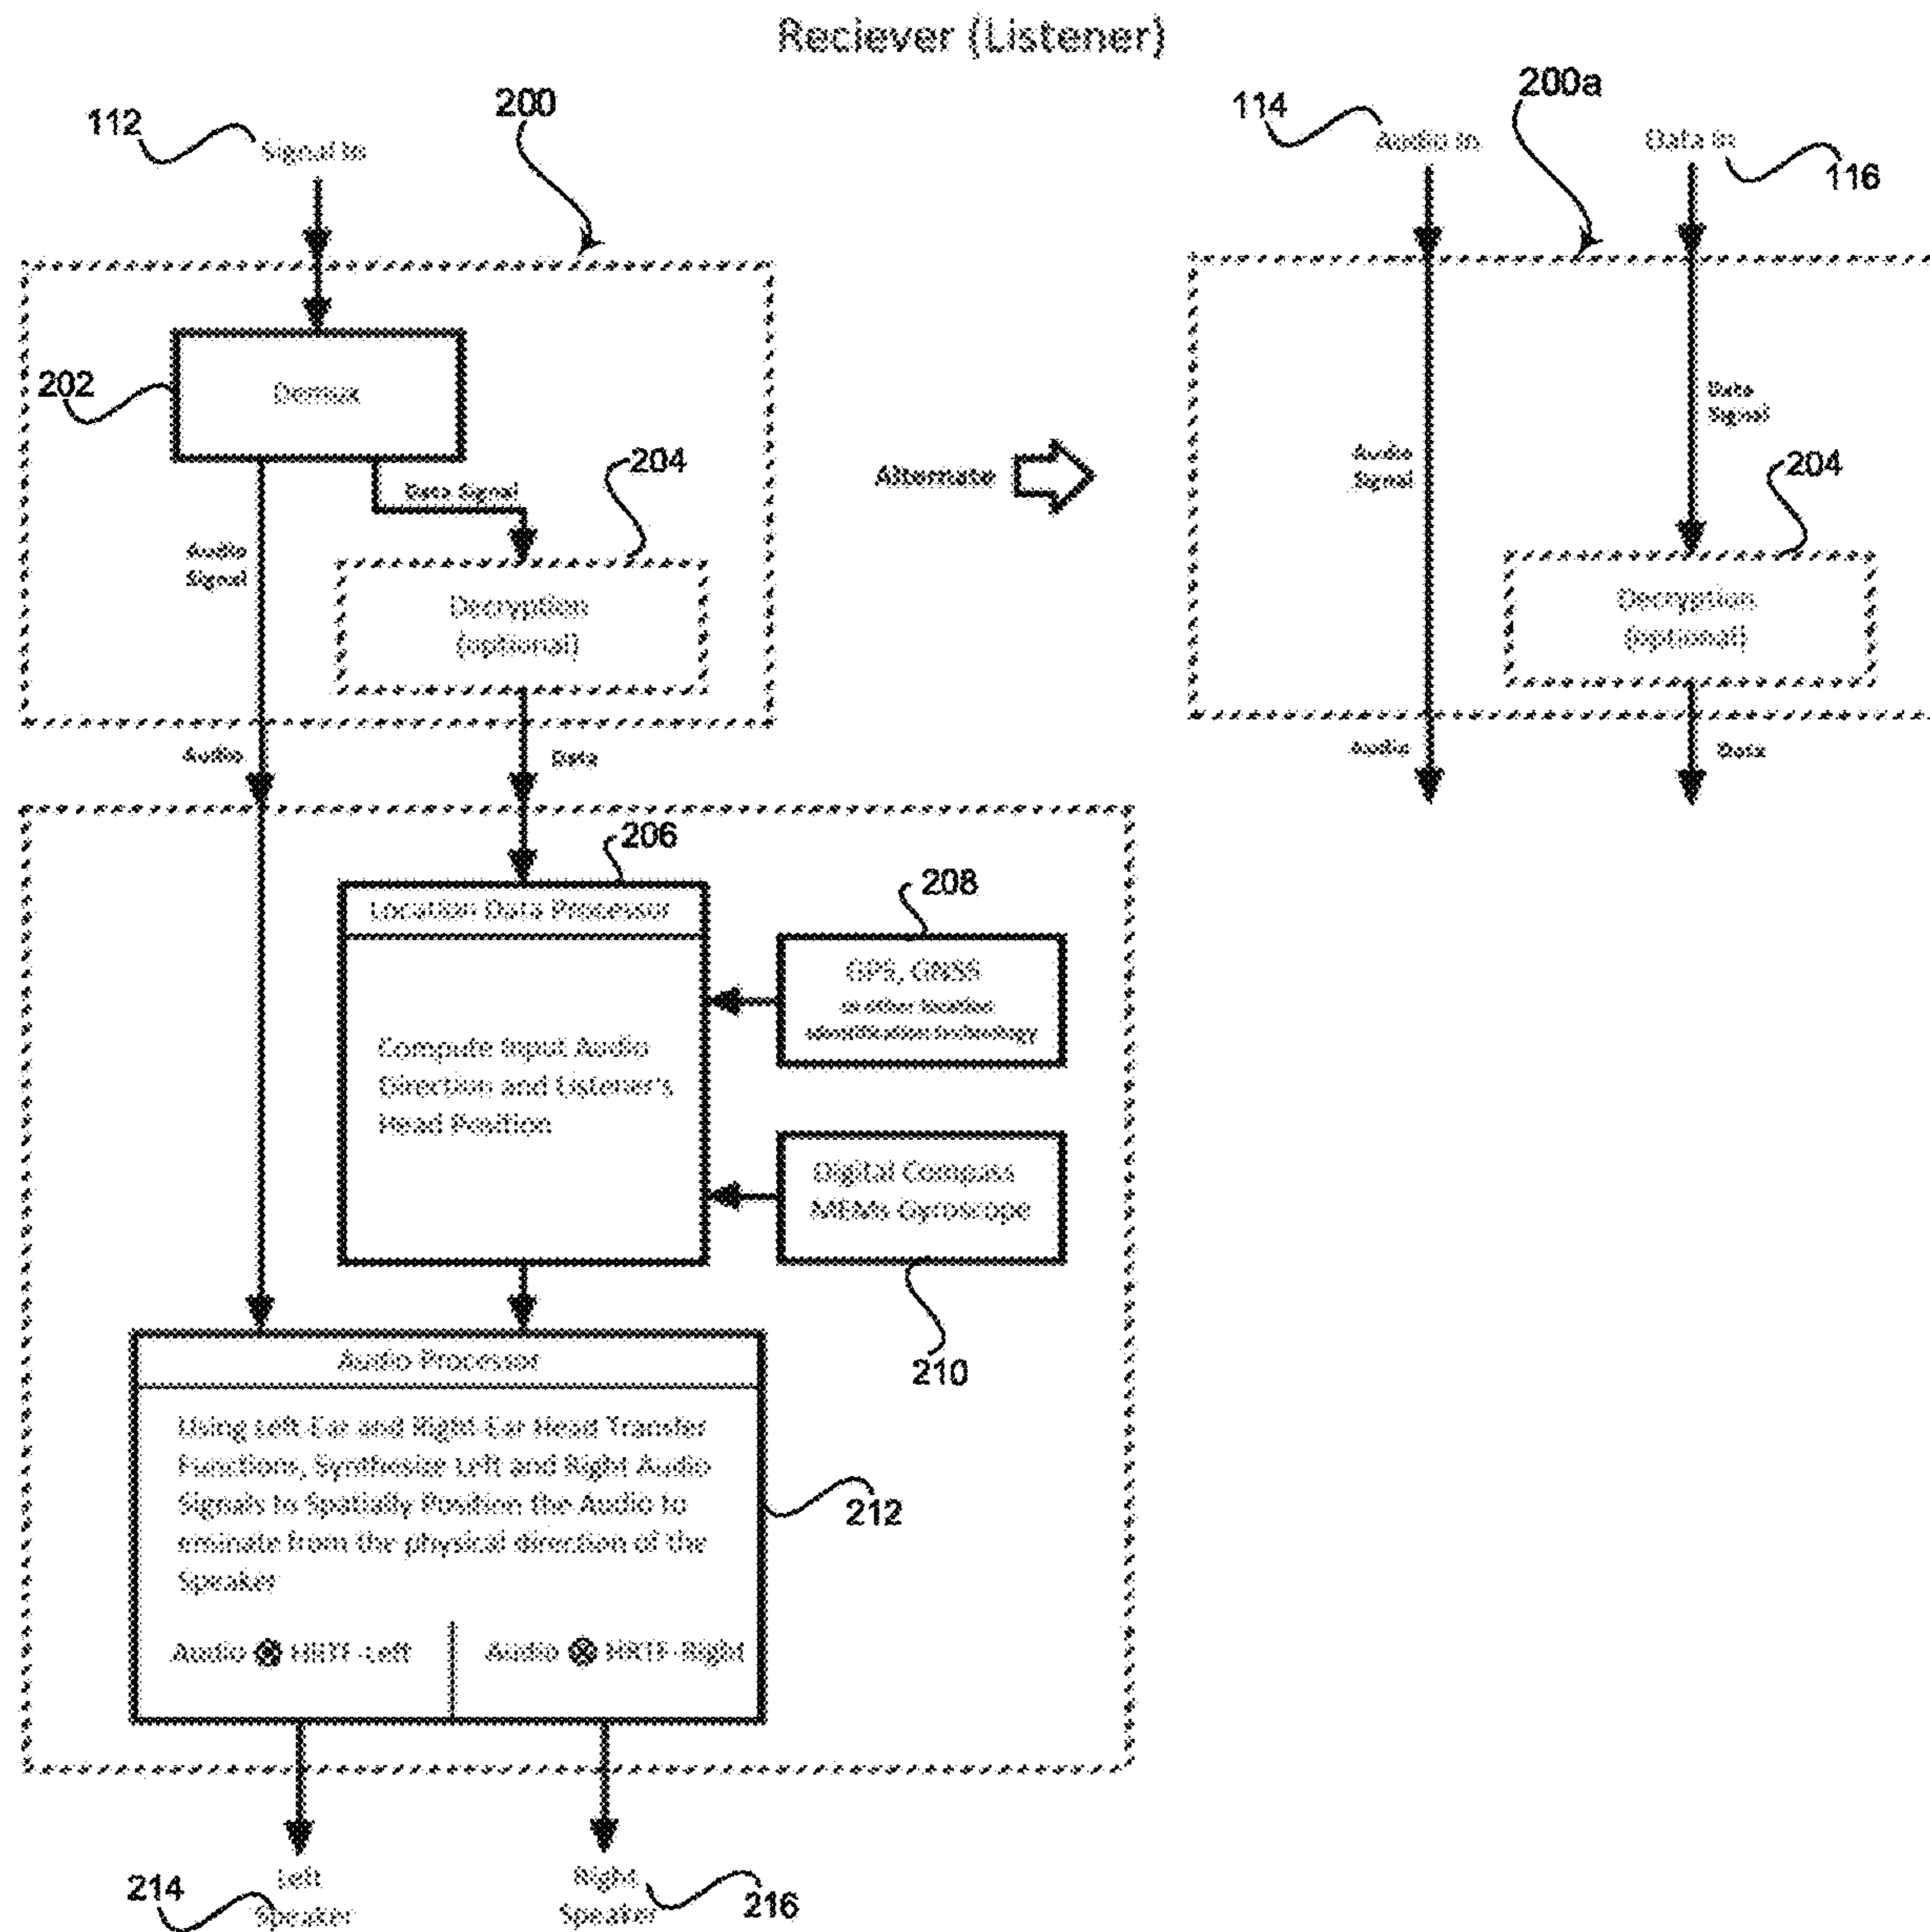 Reciever (Listener)
112
Signal In
200
114
Audio In
200a
Data In
116
202
Demux
204
Data Signal
Audio
Signal
Decryption
(optional)
Audio
Data
Alternate
Audio
Signal
Data
Signal
204
Decryption
(optional)
Audio
Data
206
Location Data Processor
Compute Input Audio
Direction and Listener's
Head Position
208
GPS, GNSS
or other location
identification technology
Digital Compass
MEMs Gyroscope
210
Audio Processor
Using Left-Ear and Right-Ear Head Transfer
Functions, Synthesize Left and Right Audio
Signals to Spatially Position the Audio to
eminate from the physical direction of the
Speaker
212
Audio ⊗ HRTF-Left
Audio ⊗ HRTF-Right
214
Left
Speaker
Right
Speaker
216